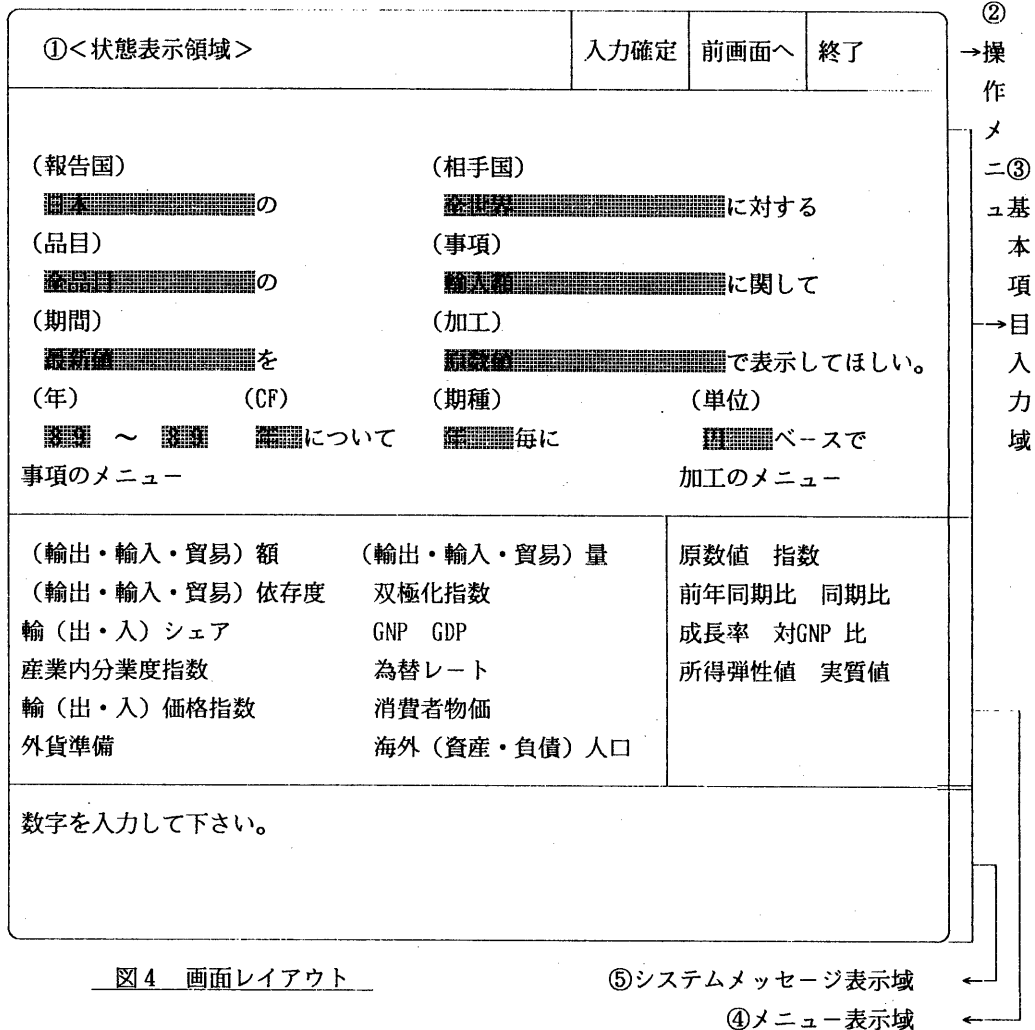 ①<状態表示領域> 入力確定 前画面へ 終了
②操作メニュー
(報告国) (相手国)
日本の 全世界に対する
(品目) (事項)
全品目の 輸入額に関して
(期間) (加工)
最新値を 原数値で表示してほしい。
(年) (CF) (期種) (単位)
89 ~ 89 年について 年毎に 円ベースで
③基本項目入力域
事項のメニュー 加工のメニュー
(輸出・輸入・貿易)額 (輸出・輸入・貿易)量 原数値 指数
(輸出・輸入・貿易)依存度 双極化指数 前年同期比 同期比
輸(出・入)シェア GNP GDP 成長率 対GNP 比
産業内分業度指数 為替レート 所得弾性値 実質値
輸(出・入)価格指数 消費者物価
外貨準備 海外(資産・負債)人口
数字を入力して下さい。
図4 画面レイアウト
⑤システムメッセージ表示域
④メニュー表示域